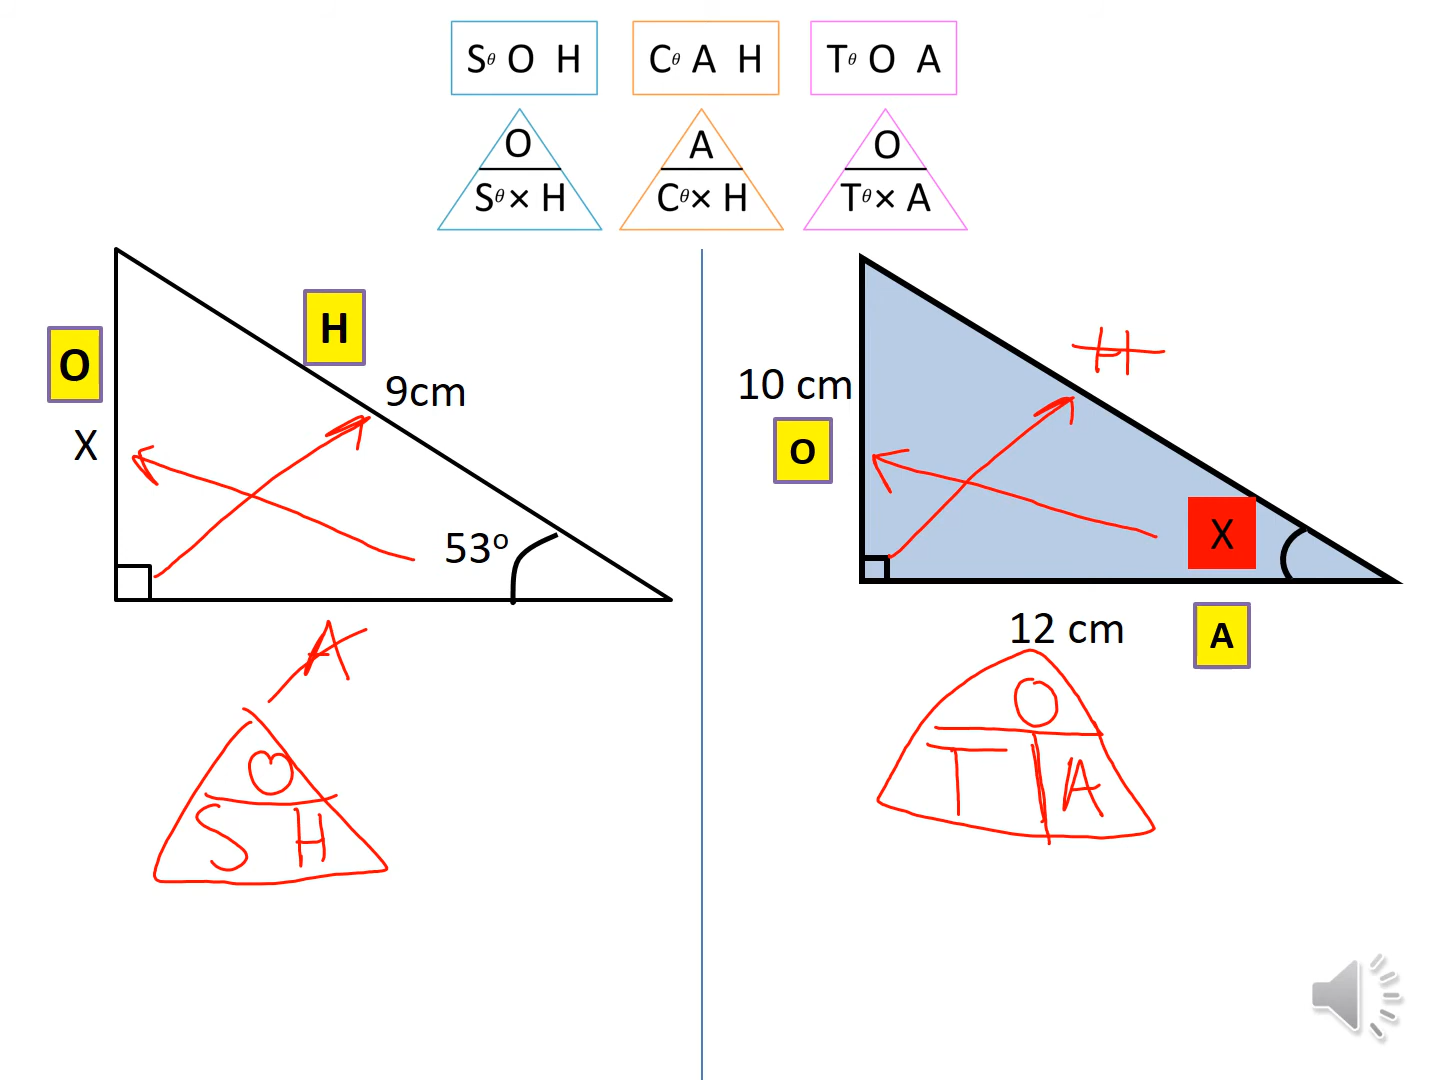 Sθ O H
Cθ A H
Tθ O A
O
Sθ × H
A
Cθ × H
O
Tθ × A
H
O
9cm
X
53o
A
O
S H
H
10 cm
O
X
12 cm
A
O
T A